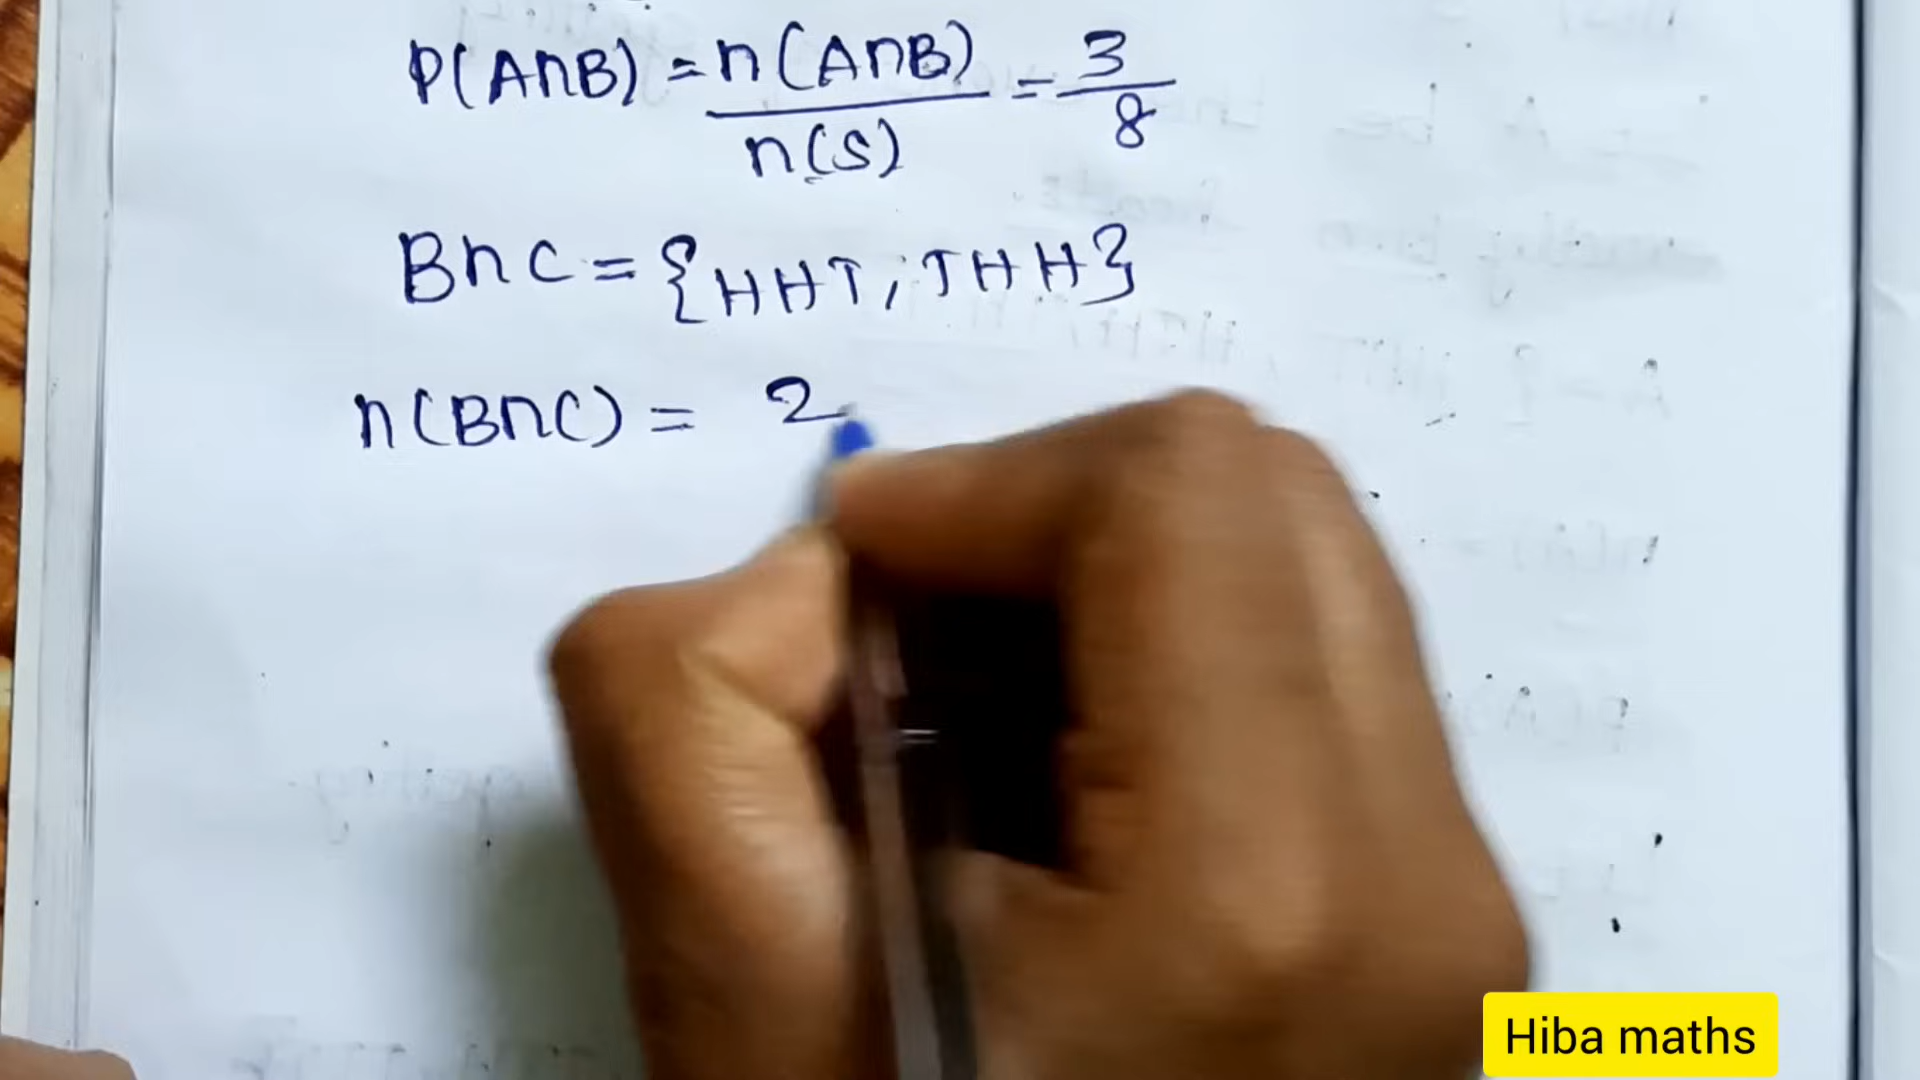 P(A∩B) = n(A∩B) / n(S) = 3/8
B∩C = {HHT, THH}
n(B∩C) = 2
Hiba maths